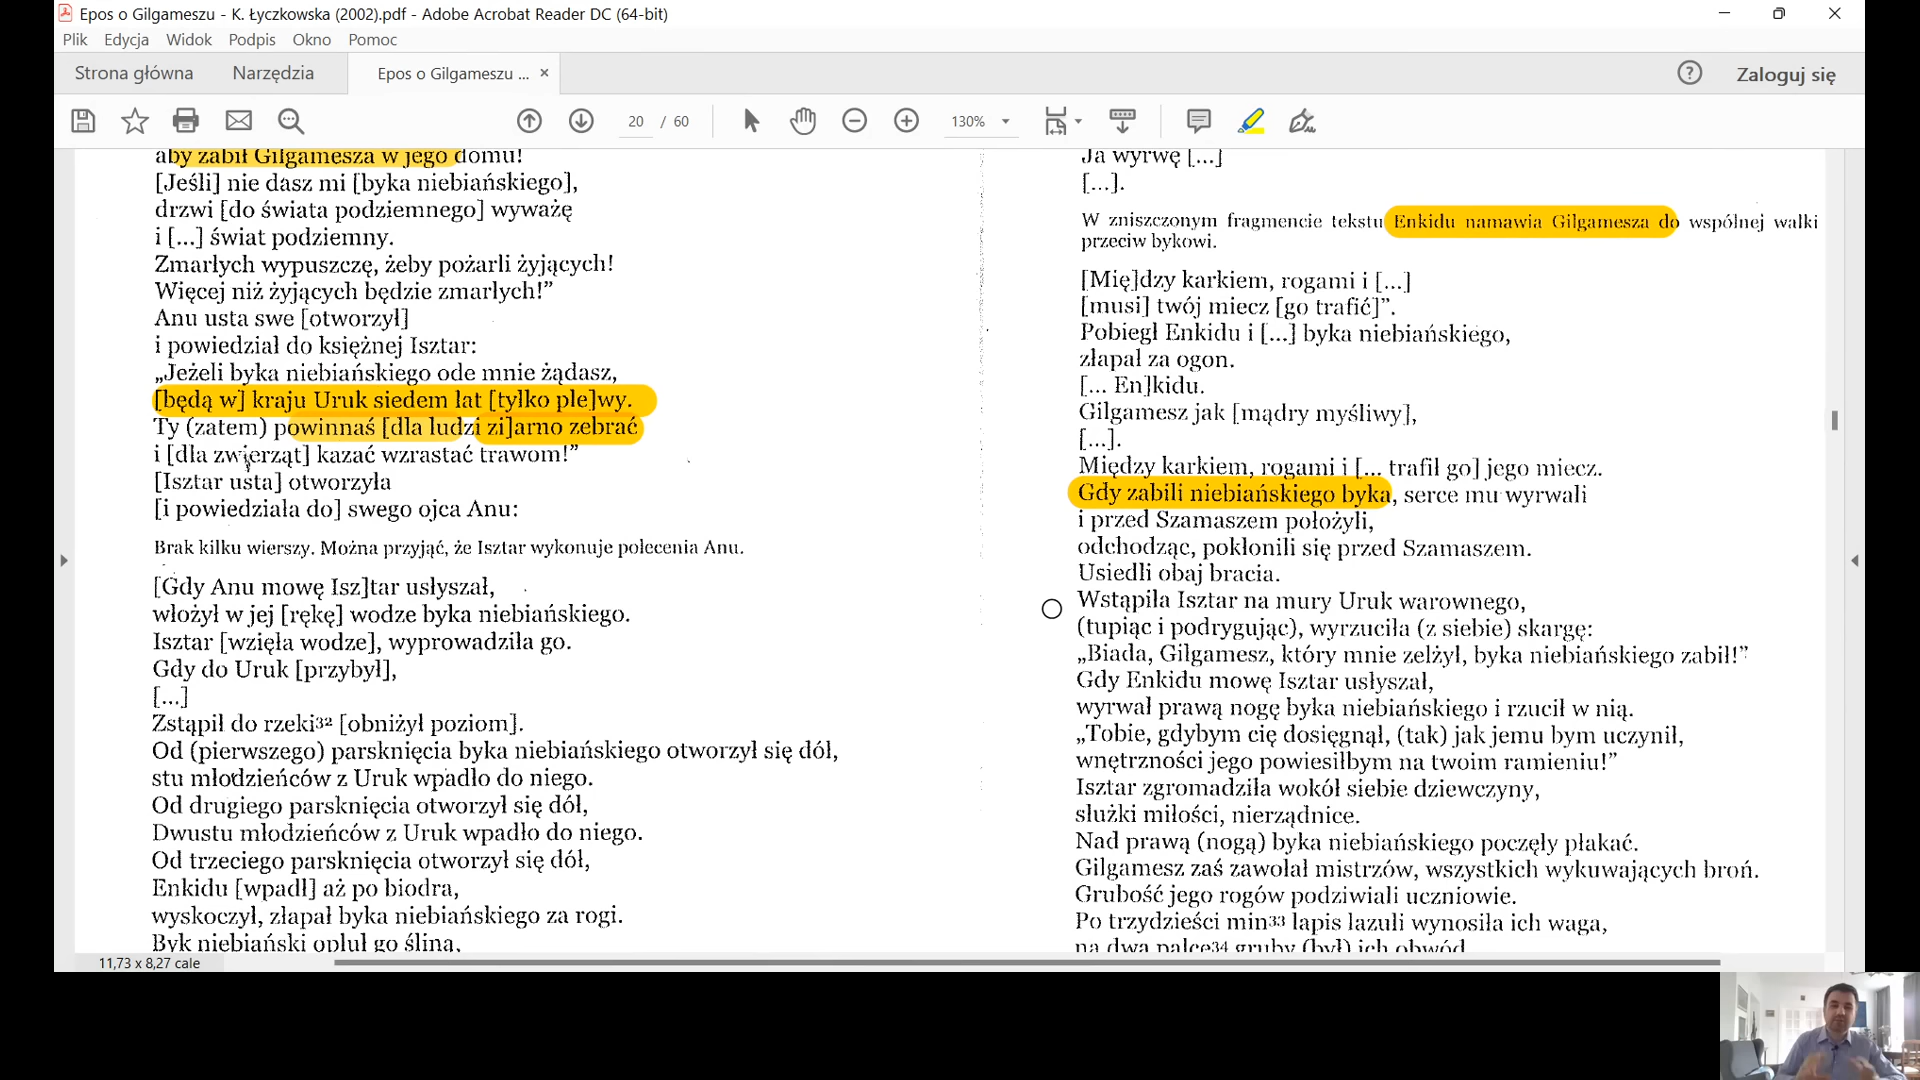 Epos o Gilgameszu - K. Łyczkowska (2002).pdf - Adobe Acrobat Reader DC (64-bit)
Plik Edycja Widok Podpis Okno Pomoc
Strona główna Narzędzia Epos o Gilgameszu ... × Zaloguj się
20 / 60 130%
aby zabił Gilgamesza w jego domu!
[Jeśli] nie dasz mi [byka niebiańskiego],
drzwi [do świata podziemnego] wyważę
i [...] świat podziemny.
Zmarłych wypuszczę, żeby pożarli żyjących!
Więcej niż żyjących będzie zmarłych!”
Anu usta swe [otworzył]
i powiedział do księżnej Isztar:
„Jeżeli byka niebiańskiego ode mnie żądasz,
[będą w] kraju Uruk siedem lat [tylko ple]wy.
Ty (zatem) powinnaś [dla ludzi zi]arno zebrać
i [dla zwierząt] kazać wzrastać trawom!”
[Isztar usta] otworzyła
[i powiedziała do] swego ojca Anu:
Brak kilku wierszy. Można przyjąć, że Isztar wykonuje polecenia Anu.
[Gdy Anu mowę Isz]tar usłyszał,
włożył w jej [rękę] wodze byka niebiańskiego.
Isztar [wzięła wodze], wyprowadziła go.
Gdy do Uruk [przybył],
[...]
Zstąpił do rzeki³² [obniżył poziom].
Od (pierwszego) parsknięcia byka niebiańskiego otworzył się dół,
stu młodzieńców z Uruk wpadło do niego.
Od drugiego parsknięcia otworzył się dół,
Dwustu młodzieńców z Uruk wpadło do niego.
Od trzeciego parsknięcia otworzył się dół,
Enkidu [wpadł] aż po biodra,
wyskoczył, złapał byka niebiańskiego za rogi.
Byk niebiański opluł go śliną,
Ja wyrwę [...]
[...].
W zniszczonym fragmencie tekstu Enkidu namawia Gilgamesza do wspólnej walki
przeciw bykowi.
[Mię]dzy karkiem, rogami i [...]
[musi] twój miecz [go trafić]”.
Pobiegł Enkidu i [...] byka niebiańskiego,
złapał za ogon.
[... En]kidu.
Gilgamesz jak [mądry myśliwy],
[...].
Między karkiem, rogami i [... trafił go] jego miecz.
Gdy zabili niebiańskiego byka, serce mu wyrwali
i przed Szamaszem położyli,
odchodząc, pokłonili się przed Szamaszem.
Usiedli obaj bracia.
Wstąpiła Isztar na mury Uruk warownego,
(tupiąc i podrygując), wyrzuciła (z siebie) skargę:
„Biada, Gilgamesz, który mnie zelżył, byka niebiańskiego zabił!”
Gdy Enkidu mowę Isztar usłyszał,
wyrwał prawą nogę byka niebiańskiego i rzucił w nią.
„Tobie, gdybym cię dosięgnął, (tak) jak jemu bym uczynił,
wnętrzności jego powiesiłbym na twoim ramieniu!”
Isztar zgromadziła wokół siebie dziewczyny,
służki miłości, nierządnice.
Nad prawą (nogą) byka niebiańskiego poczęły płakać.
Gilgamesz zaś zawołał mistrzów, wszystkich wykuwających broń.
Grubość jego rogów podziwiali uczniowie.
Po trzydzieści min³³ lapis lazuli wynosiła ich waga,
na dwa palce³⁴ gruby (był) ich obwód
11,73 x 8,27 cale